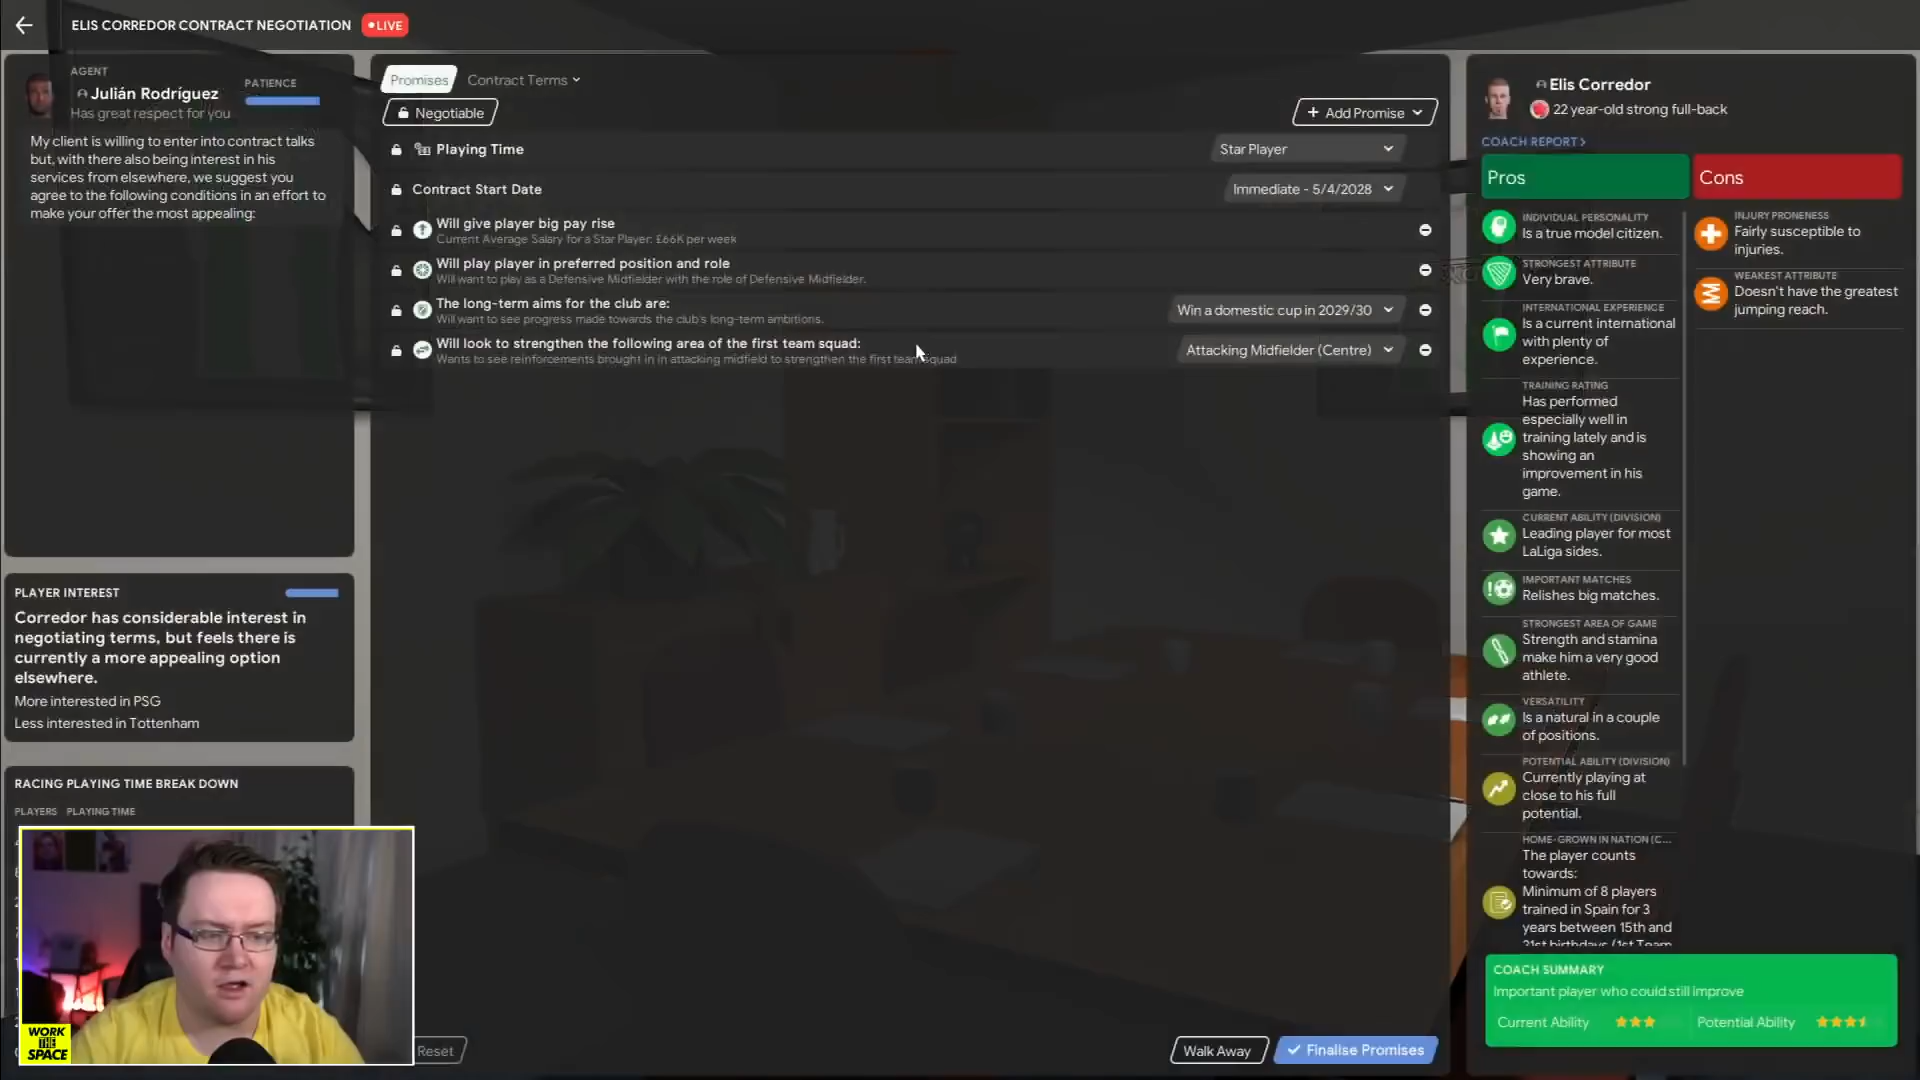 ELIS CORREDOR CONTRACT NEGOTIATION
LIVE
AGENT
Julián Rodríguez
Has great respect for you
PATIENCE
My client is willing to enter into contract talks
but, with there also being interest in his
services from elsewhere, we suggest you
agree to the following conditions in an effort to
make your offer the most appealing:
PLAYER INTEREST
Corredor has considerable interest in
negotiating terms, but feels there is
currently a more appealing option
elsewhere.
More interested in PSG
Less interested in Tottenham
RACING PLAYING TIME BREAK DOWN
PLAYERS PLAYING TIME
WORK
THE
SPACE
Promises
Contract Terms
Negotiable
+ Add Promise
Playing Time
Star Player
Contract Start Date
Immediate - 5/4/2028
Will give player big pay rise
Current Average Salary for a Star Player: £66K per week
Will play player in preferred position and role
Will want to play as a Defensive Midfielder with the role of Defensive Midfielder.
The long-term aims for the club are:
Will want to see progress made towards the club's long-term ambitions.
Win a domestic cup in 2029/30
Will look to strengthen the following area of the first team squad:
Wants to see reinforcements brought in in attacking midfield to strengthen the first team squad
Attacking Midfielder (Centre)
Reset
Walk Away
Finalise Promises
Elis Corredor
22 year-old strong full-back
COACH REPORT >
Pros
INDIVIDUAL PERSONALITY
Is a true model citizen.
STRONGEST ATTRIBUTE
Very brave.
INTERNATIONAL EXPERIENCE
Is a current international
with plenty of
experience.
TRAINING RATING
Has performed
especially well in
training lately and is
showing an
improvement in his
game.
CURRENT ABILITY (DIVISION)
Leading player for most
LaLiga sides.
IMPORTANT MATCHES
Relishes big matches.
STRONGEST AREA OF GAME
Strength and stamina
make him a very good
athlete.
VERSATILITY
Is a natural in a couple
of positions.
POTENTIAL ABILITY (DIVISION)
Currently playing at
close to his full
potential.
HOME-GROWN IN NATION (C...
The player counts
towards:
Minimum of 8 players
trained in Spain for 3
years between 15th and
21st birthdays (1st Team
Cons
INJURY PRONENESS
Fairly susceptible to
injuries.
WEAKEST ATTRIBUTE
Doesn't have the greatest
jumping reach.
COACH SUMMARY
Important player who could still improve
Current Ability
Potential Ability